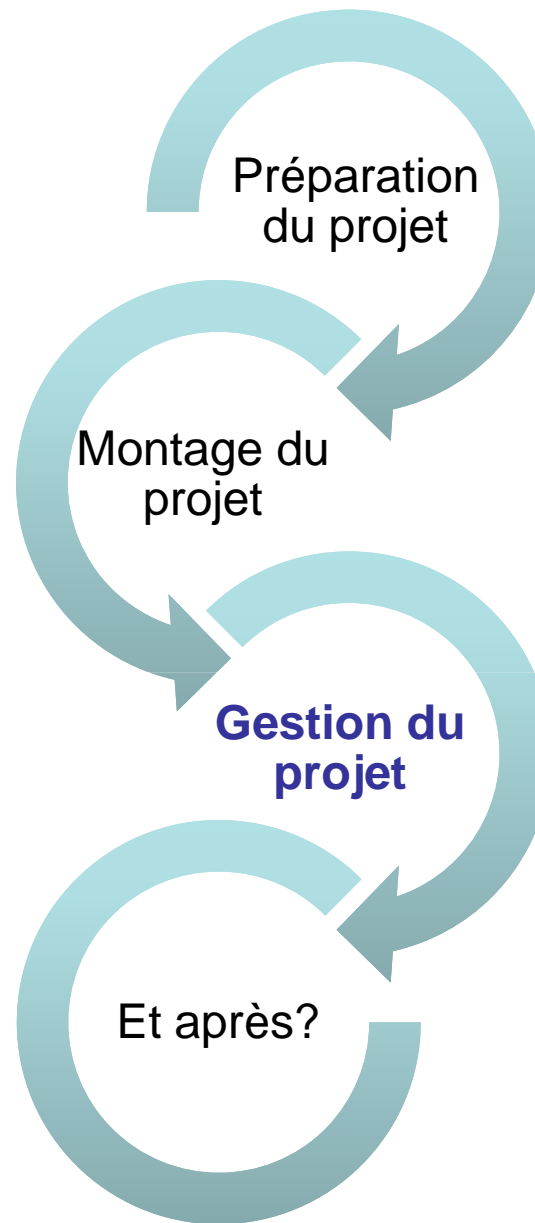 Préparation
du projet
Montage du
projet
Gestion du
projet
Et après?